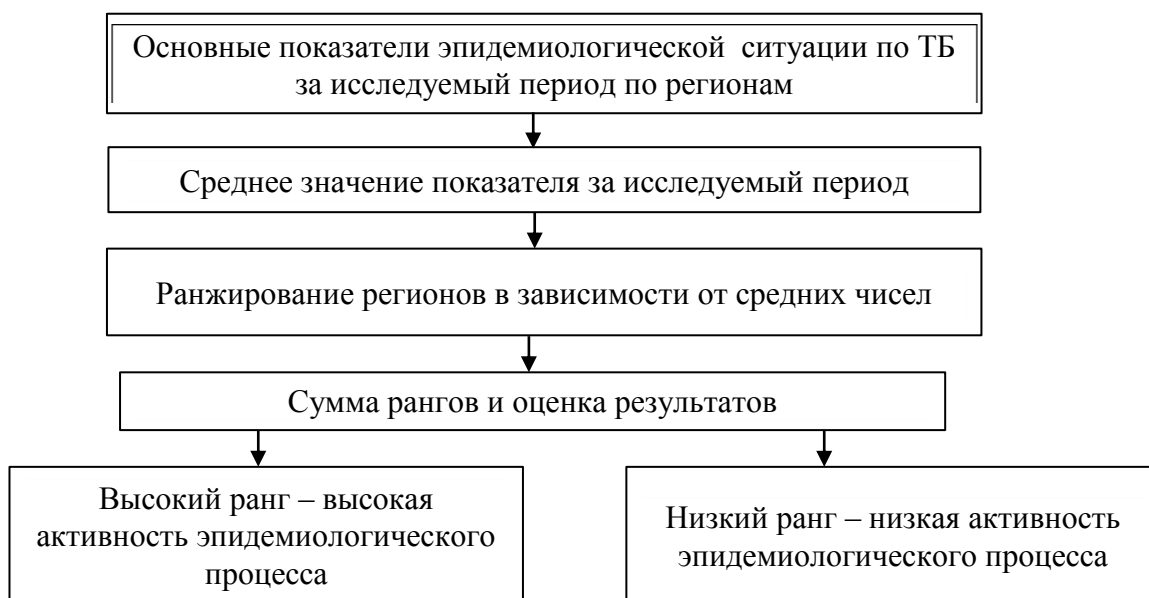 Основные показатели эпидемиологической ситуации по ТБ
за исследуемый период по регионам
Среднее значение показателя за исследуемый период
Ранжирование регионов в зависимости от средних чисел
Сумма рангов и оценка результатов
Высокий ранг – высокая
активность эпидемиологического
процесса
Низкий ранг – низкая активность
эпидемиологического процесса